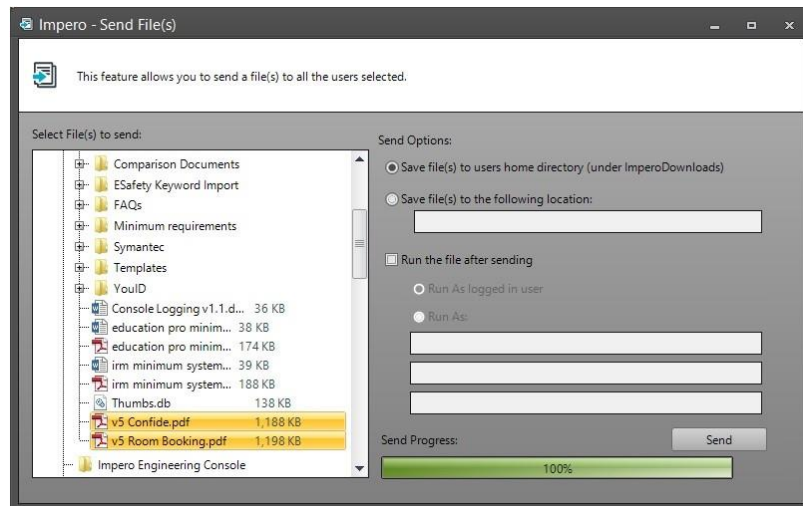 Impero - Send File(s)
This feature allows you to send a file(s) to all the users selected.
Select File(s) to send:
Comparison Documents
ESafety Keyword Import
FAQs
Minimum requirements
Symantec
Templates
YouID
Console Logging v1.1.d... 36 KB
education pro minim... 38 KB
education pro minim... 174 KB
irm minimum system... 39 KB
irm minimum system... 188 KB
Thumbs.db 138 KB
v5 Confide.pdf 1,188 KB
v5 Room Booking.pdf 1,198 KB
Impero Engineering Console
Send Options:
Save file(s) to users home directory (under ImperoDownloads)
Save file(s) to the following location:
Run the file after sending
Run As logged in user
Run As:
Send Progress:
Send
100%